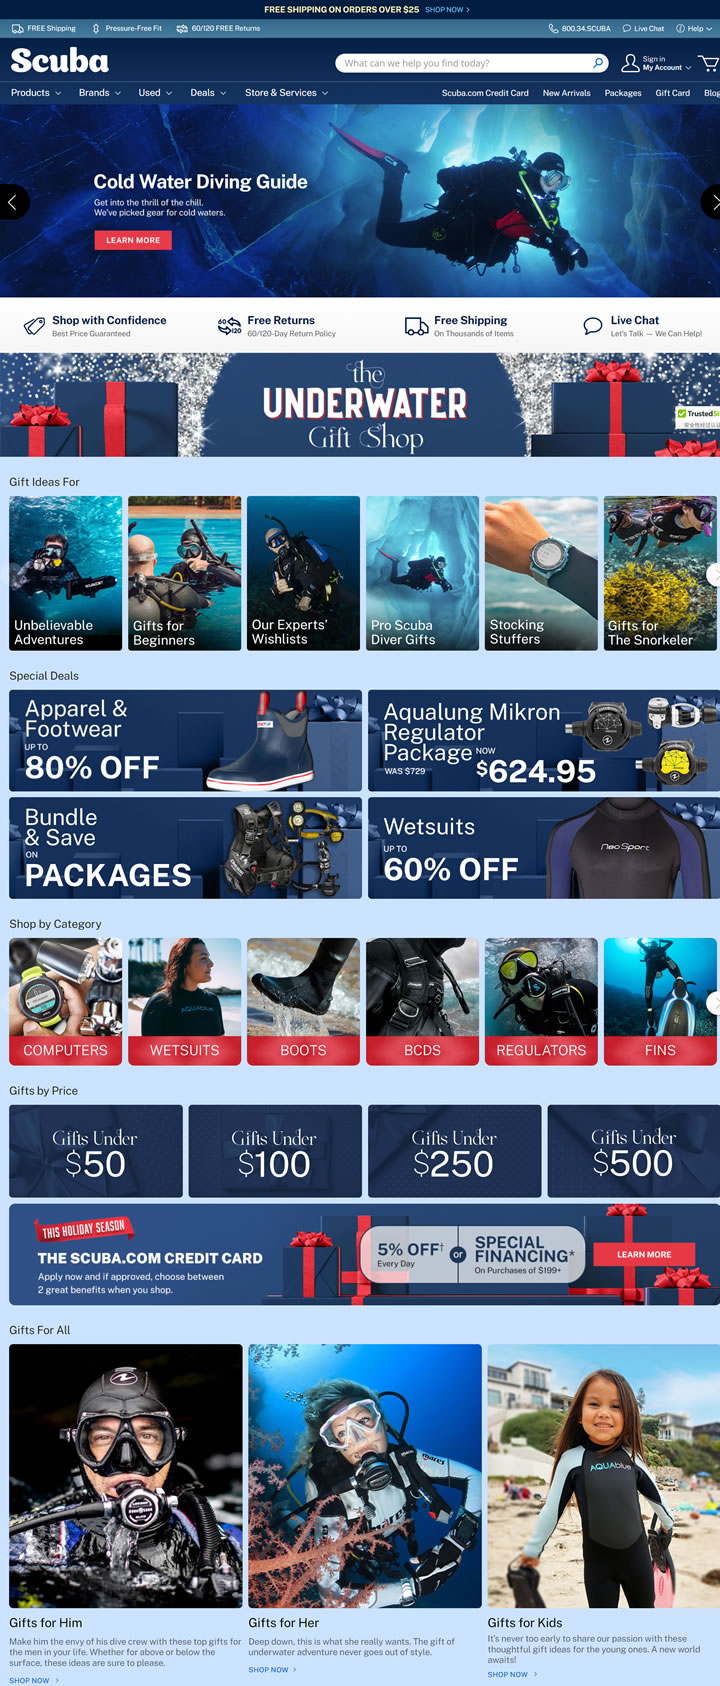 FREE SHIPPING ON ORDERS OVER $25 SHOP NOW
FREE Shipping
Pressure-Free Fit
60/120 FREE Returns
800.34.SCUBA
Live Chat
Help
Scuba
What can we help you find today?
Sign in
My Account
Products
Brands
Used
Deals
Store & Services
Scuba.com Credit Card
New Arrivals
Packages
Gift Card
Blog
Cold Water Diving Guide
Get into the thrill of the chill.
We've picked gear for cold waters.
LEARN MORE
Shop with Confidence
Best Price Guaranteed
60
120
Free Returns
60/120-Day Return Policy
Free Shipping
On Thousands of Items
Live Chat
Let's Talk — We Can Help!
the
UNDERWATER
Gift Shop
TrustedSi
Gift Ideas For
Unbelievable
Adventures
Gifts for
Beginners
Our Experts'
Wishlists
Pro Scuba
Diver Gifts
Stocking
Stuffers
Gifts for
The Snorkeler
Special Deals
Apparel &
Footwear
UP TO
80% OFF
Aqualung Mikron
Regulator
Package
WAS $729
NOW
$624.95
Bundle
& Save
ON
PACKAGES
Wetsuits
UP TO
60% OFF
NeoSport
Shop by Category
COMPUTERS
AQUAblue
WETSUITS
BOOTS
BCDS
REGULATORS
FINS
Gifts by Price
Gifts Under
$50
Gifts Under
$100
Gifts Under
$250
Gifts Under
$500
THIS HOLIDAY SEASON
THE SCUBA.COM CREDIT CARD
Apply now and if approved, choose between
2 great benefits when you shop.
5% OFF†
Every Day
or
SPECIAL
FINANCING*
On Purchases of $199+
LEARN MORE
Gifts For All
mares
AQUAblue
Gifts for Him
Make him the envy of his dive crew with these top gifts for
the men in your life. Whether for above or below the
surface, these ideas are sure to please.
SHOP NOW
Gifts for Her
Deep down, this is what she really wants. The gift of
underwater adventure never goes out of style.
SHOP NOW
Gifts for Kids
It's never too early to share our passion with these
thoughtful gift ideas for the young ones. A new world
awaits!
SHOP NOW